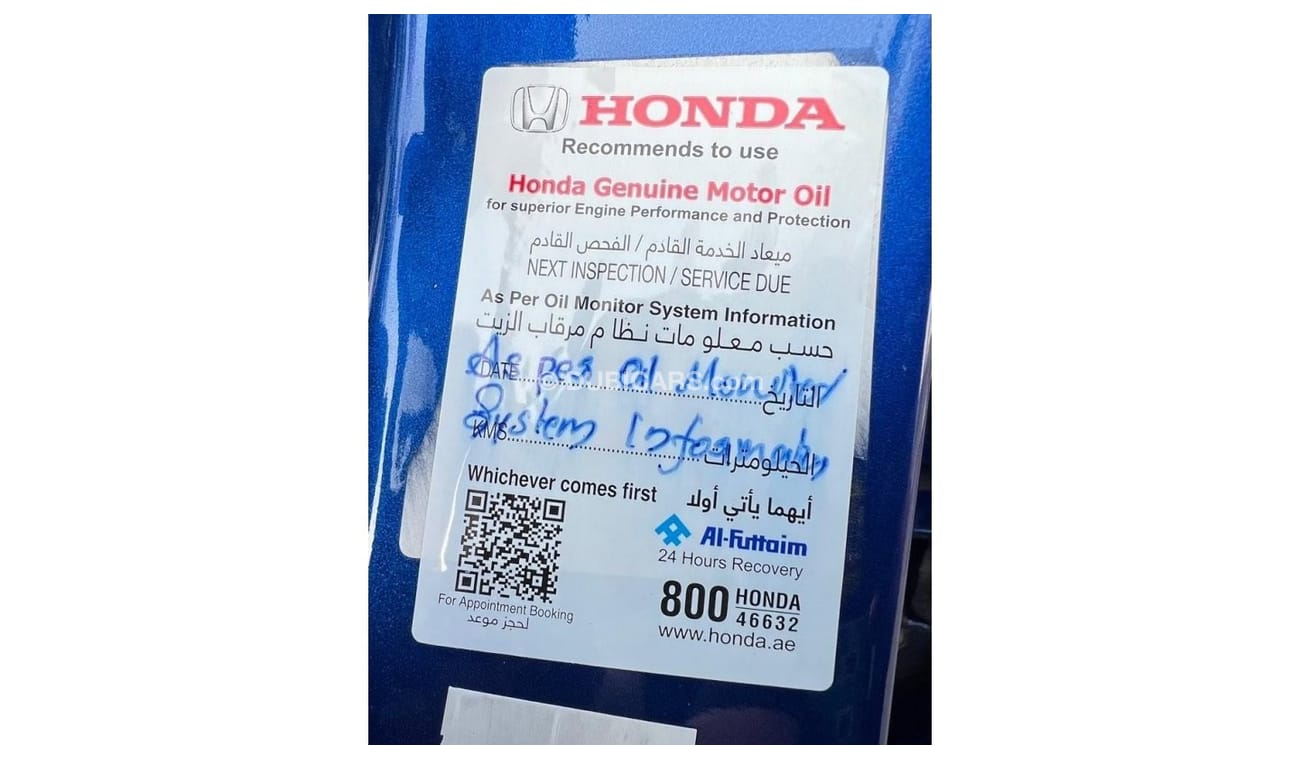 HONDA
Recommends to use
Honda Genuine Motor Oil
for superior Engine Performance and Protection
ميعاد الخدمة القادم / الفحص القادم
NEXT INSPECTION / SERVICE DUE
As Per Oil Monitor System Information
حسب معلومات نظام مرقاب الزيت
As per Oil Monitor
DATE التاريخ
© DUBICARS.com
System Information
KMS الكيلومترات
Whichever comes first أيهما يأتي أولا
Al-Futtaim
24 Hours Recovery
800 HONDA
46632
www.honda.ae
For Appointment Booking
لحجز موعد